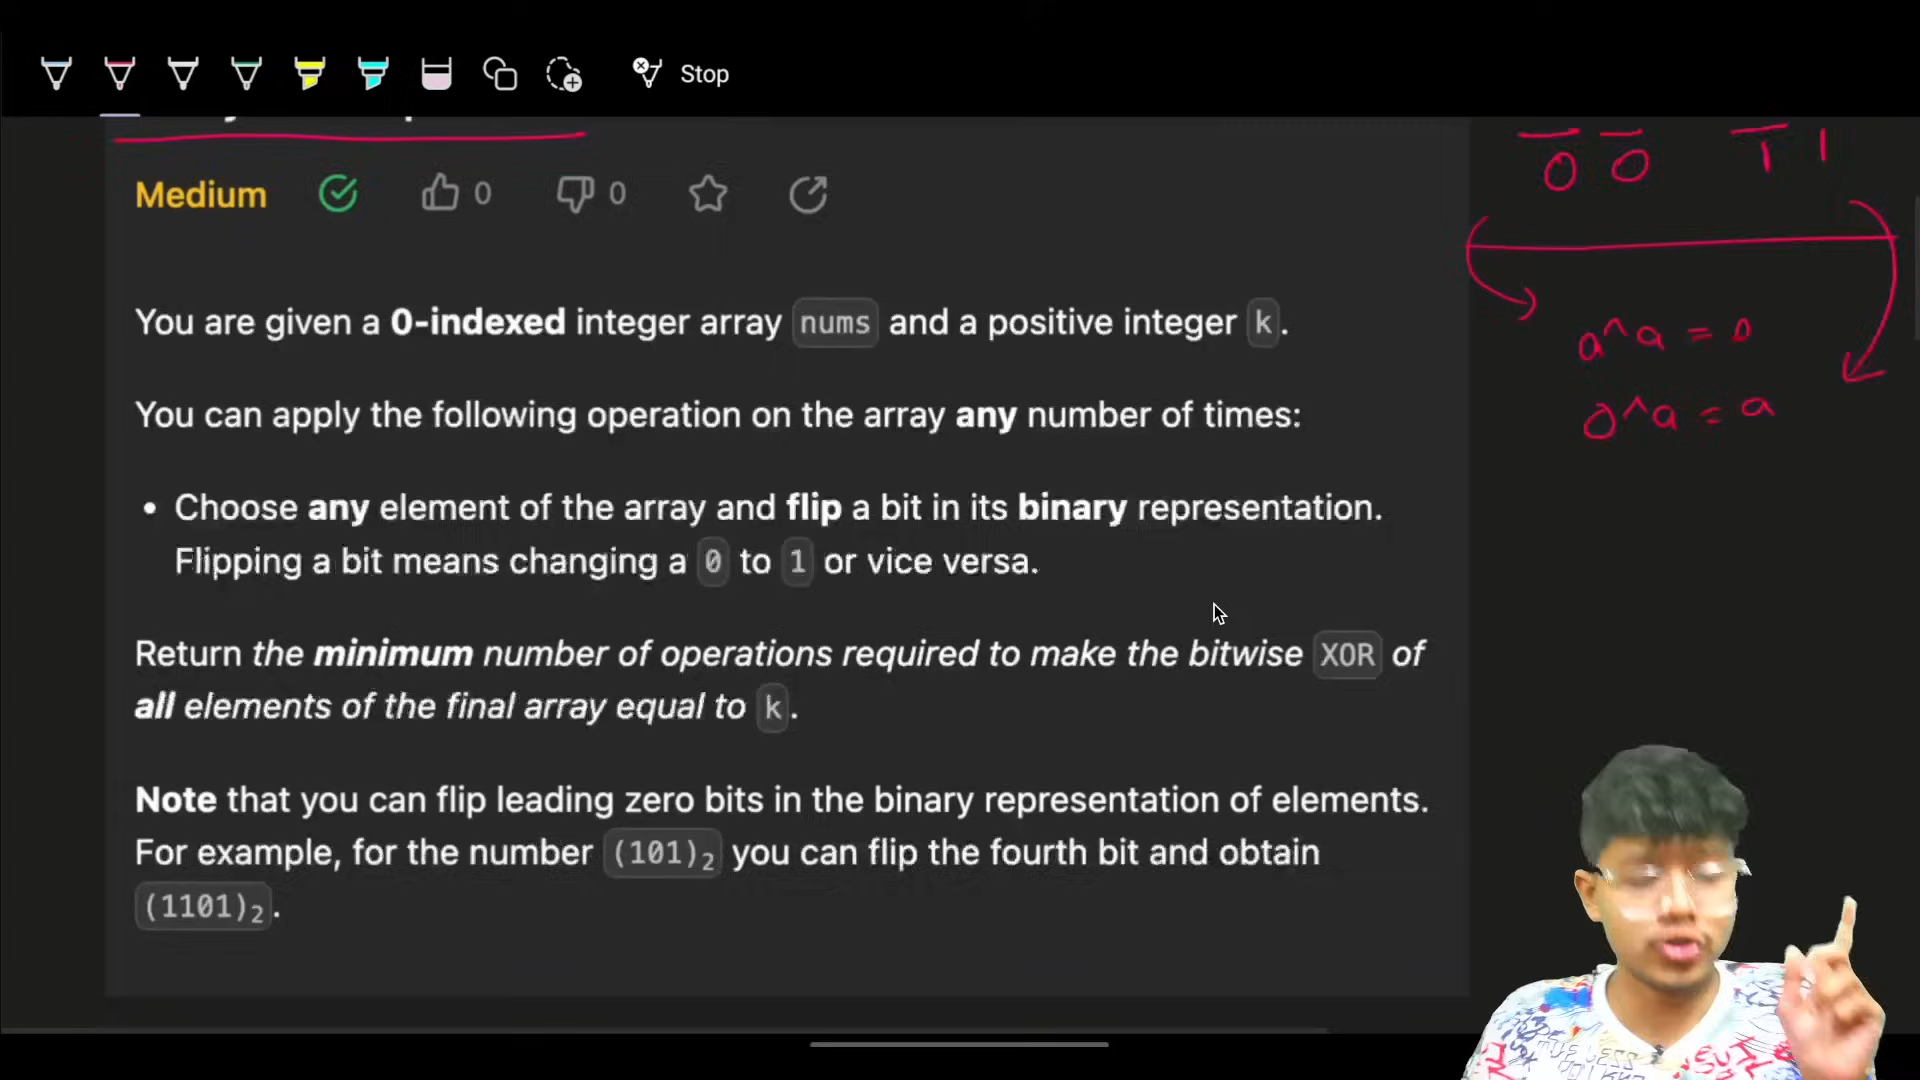 Stop
Medium
0
0
You are given a 0-indexed integer array nums and a positive integer k.
You can apply the following operation on the array any number of times:
• Choose any element of the array and flip a bit in its binary representation.
Flipping a bit means changing a 0 to 1 or vice versa.
Return the minimum number of operations required to make the bitwise XOR of
all elements of the final array equal to k.
Note that you can flip leading zero bits in the binary representation of elements.
For example, for the number (101)₂ you can flip the fourth bit and obtain
(1101)₂.
0 0 1 1
a^a = 0
0^a = a